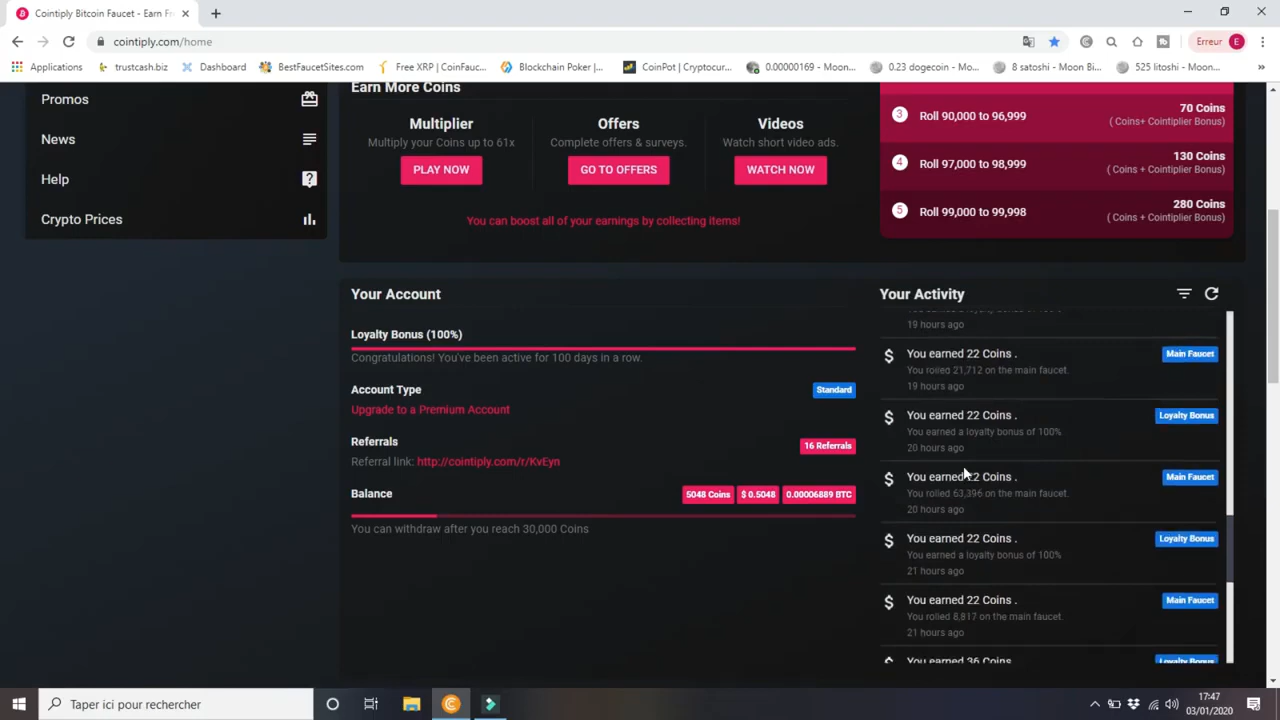 Cointiply Bitcoin Faucet - Earn Fr
cointiply.com/home
Erreur E
Applications
trustcash.biz
Dashboard
BestFaucetSites.com
Free XRP | CoinFauc...
Blockchain Poker |...
CoinPot | Cryptocur...
0.00000169 - Moon...
0.23 dogecoin - Mo...
8 satoshi - Moon Bi...
525 litoshi - Moon...
»
Promos
News
Help
Crypto Prices
Earn More Coins
Multiplier
Multiply your Coins up to 61x
PLAY NOW
Offers
Complete offers & surveys.
GO TO OFFERS
Videos
Watch short video ads.
WATCH NOW
You can boost all of your earnings by collecting items!
3 Roll 90,000 to 96,999 70 Coins
( Coins+ Cointiplier Bonus)
4 Roll 97,000 to 98,999 130 Coins
( Coins + Cointiplier Bonus)
5 Roll 99,000 to 99,998 280 Coins
( Coins + Cointiplier Bonus)
Your Account
Loyalty Bonus (100%)
Congratulations! You've been active for 100 days in a row.
Account Type Standard
Upgrade to a Premium Account
Referrals 16 Referrals
Referral link: http://cointiply.com/r/KvEyn
Balance 5048 Coins $ 0.5048 0.00006889 BTC
You can withdraw after you reach 30,000 Coins
Your Activity
19 hours ago
You earned 22 Coins . Main Faucet
You rolled 21,712 on the main faucet.
19 hours ago
You earned 22 Coins . Loyalty Bonus
You earned a loyalty bonus of 100%
20 hours ago
You earned 22 Coins . Main Faucet
You rolled 63,396 on the main faucet.
20 hours ago
You earned 22 Coins . Loyalty Bonus
You earned a loyalty bonus of 100%
21 hours ago
You earned 22 Coins . Main Faucet
You rolled 8,817 on the main faucet.
21 hours ago
You earned 36 Coins Loyalty Bonus
Taper ici pour rechercher
17:47
03/01/2020